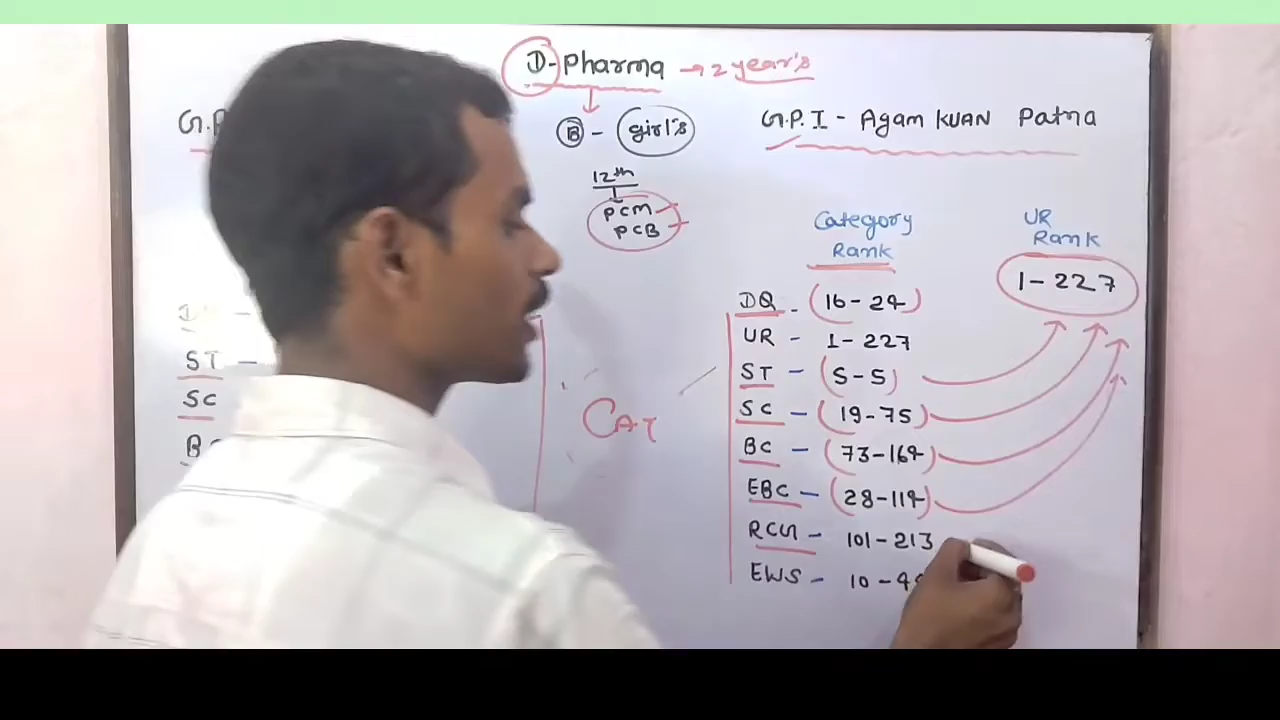 D-Pharma → 2 year's
B - girl's
12th
PCM
PCB
G.P
ST -
SC
CAT
G.P. I - Agam KUAN Patna
Category Rank
UR Rank
1-227
DQ - (16-24)
UR - 1-227
ST - (5-5)
SC - (19-75)
BC - (73-164)
EBC - (28-114)
RCG - 101-213
EWS - 10-